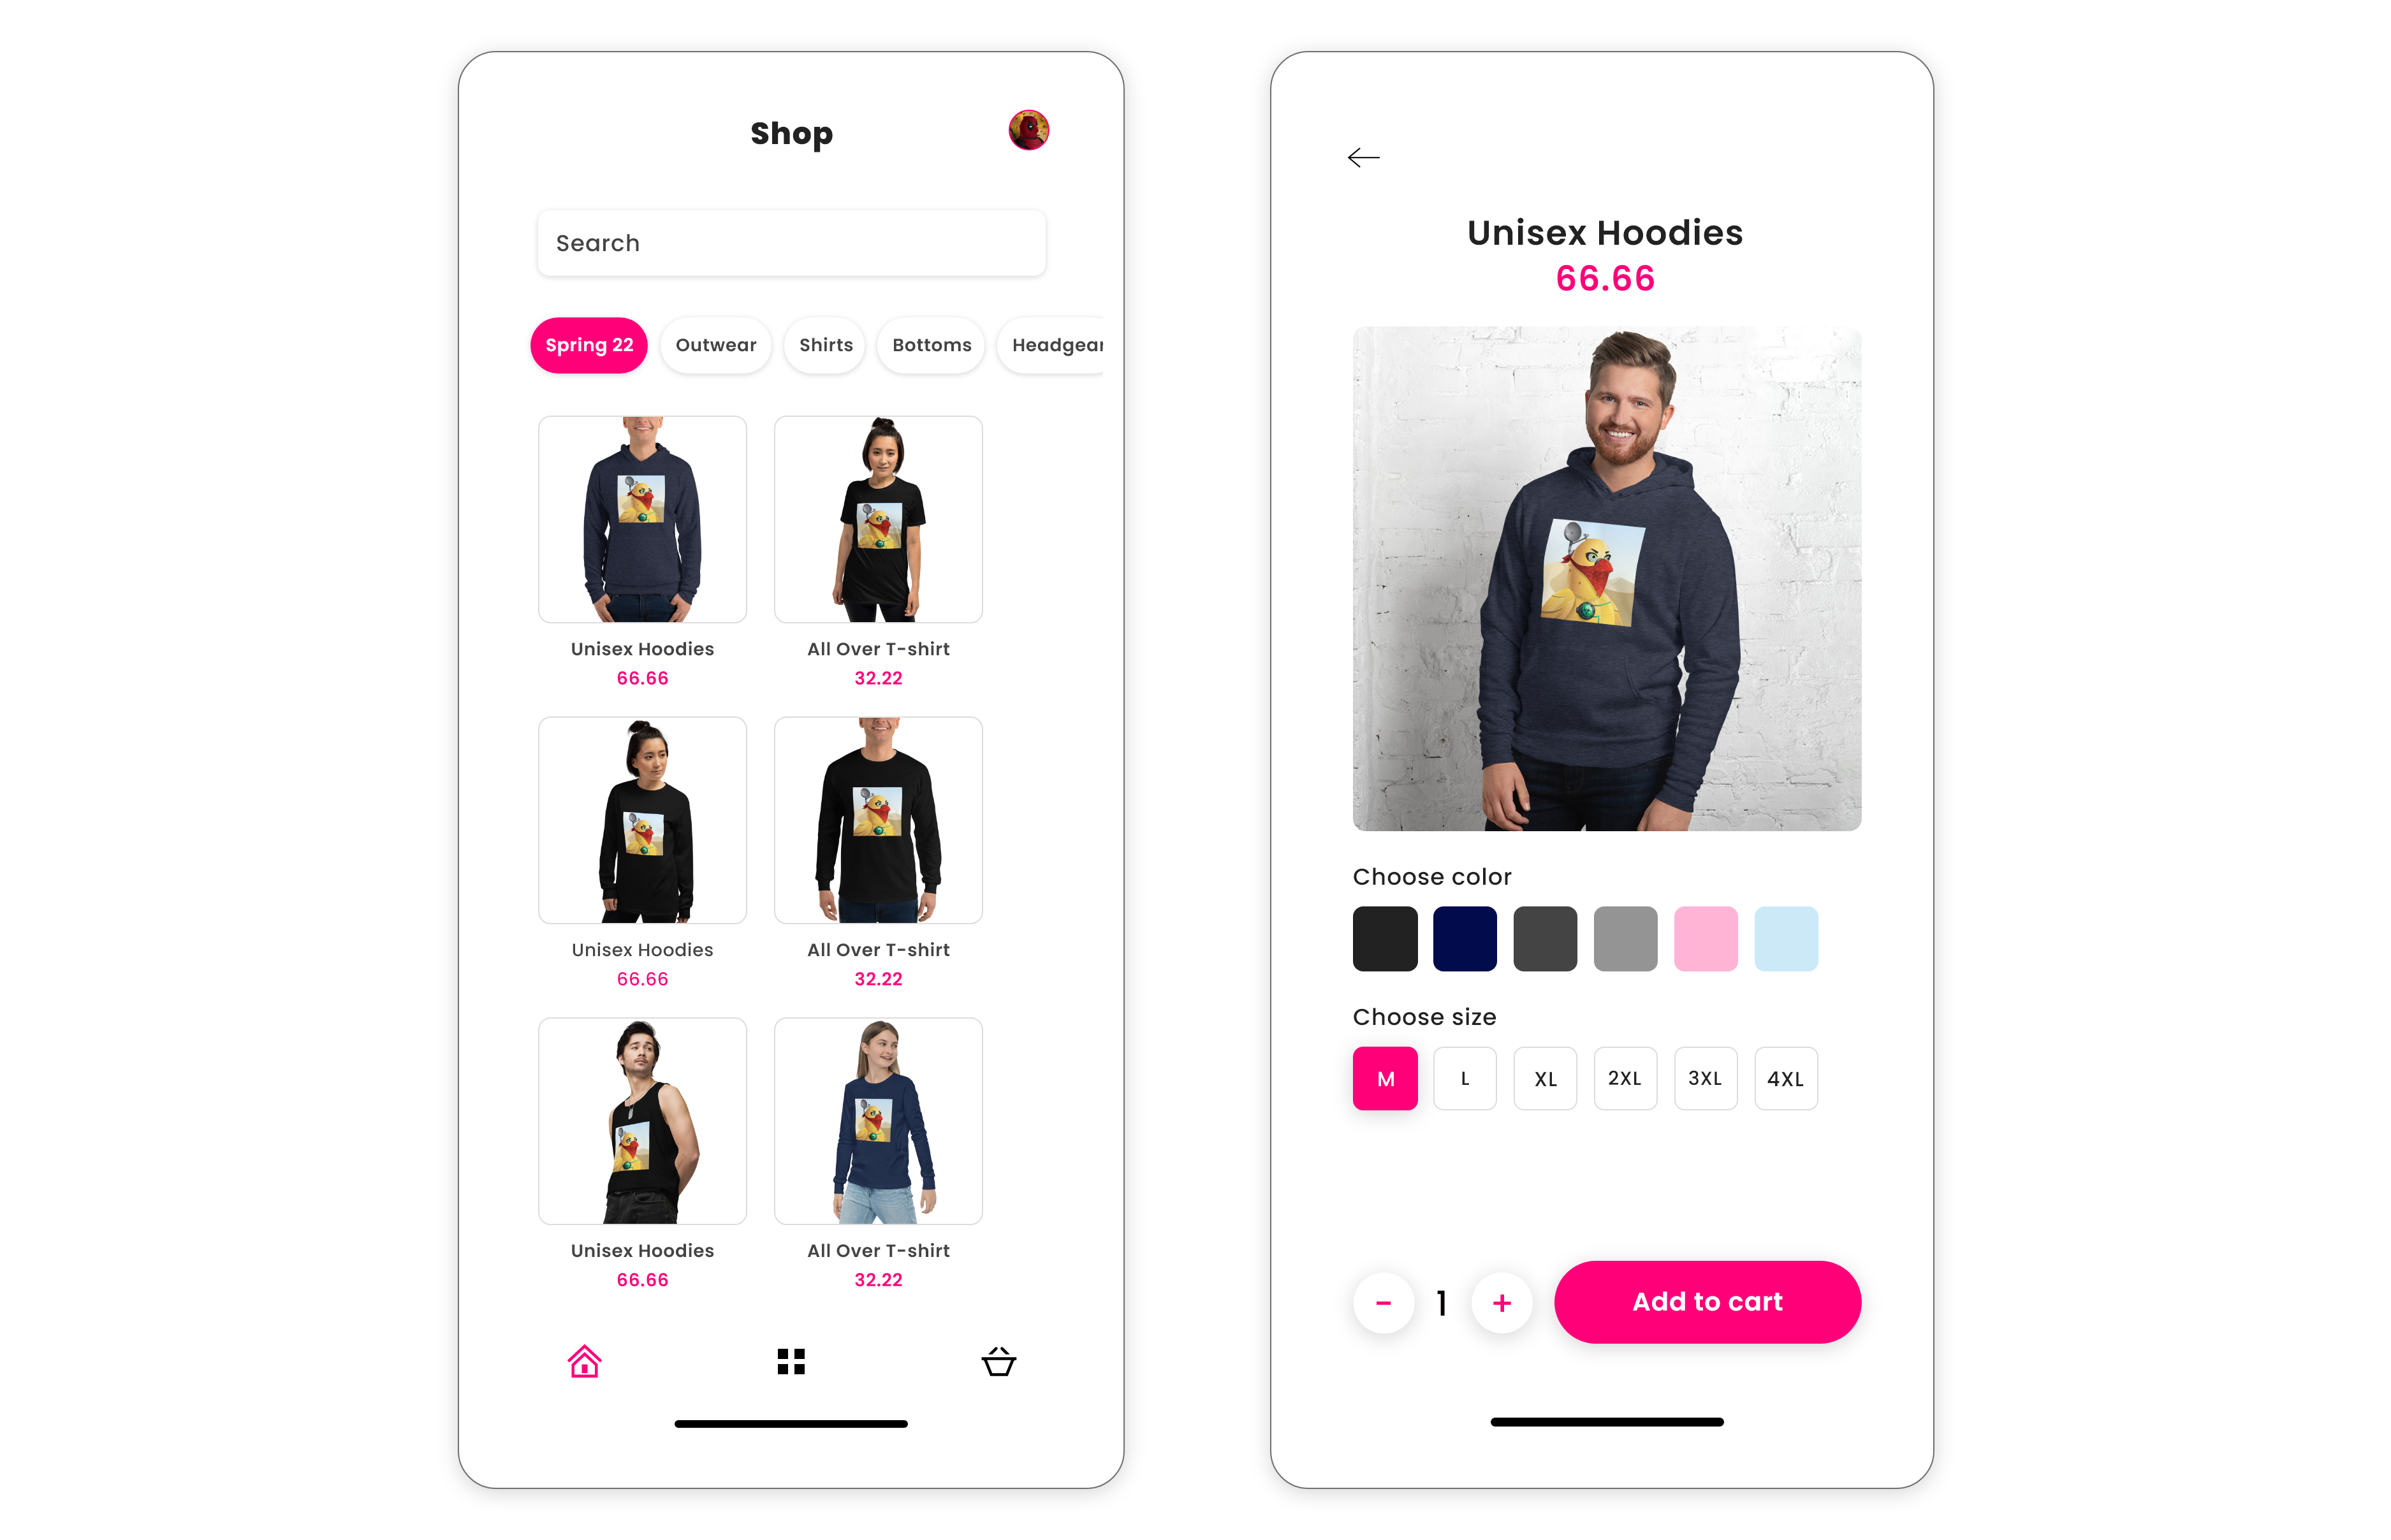 Shop
Search
Spring 22 Outwear Shirts Bottoms Headgear
Unisex Hoodies All Over T-shirt
66.66 32.22
Unisex Hoodies All Over T-shirt
66.66 32.22
Unisex Hoodies All Over T-shirt
66.66 32.22
Unisex Hoodies
66.66
Choose color
Choose size
M L XL 2XL 3XL 4XL
- 1 + Add to cart